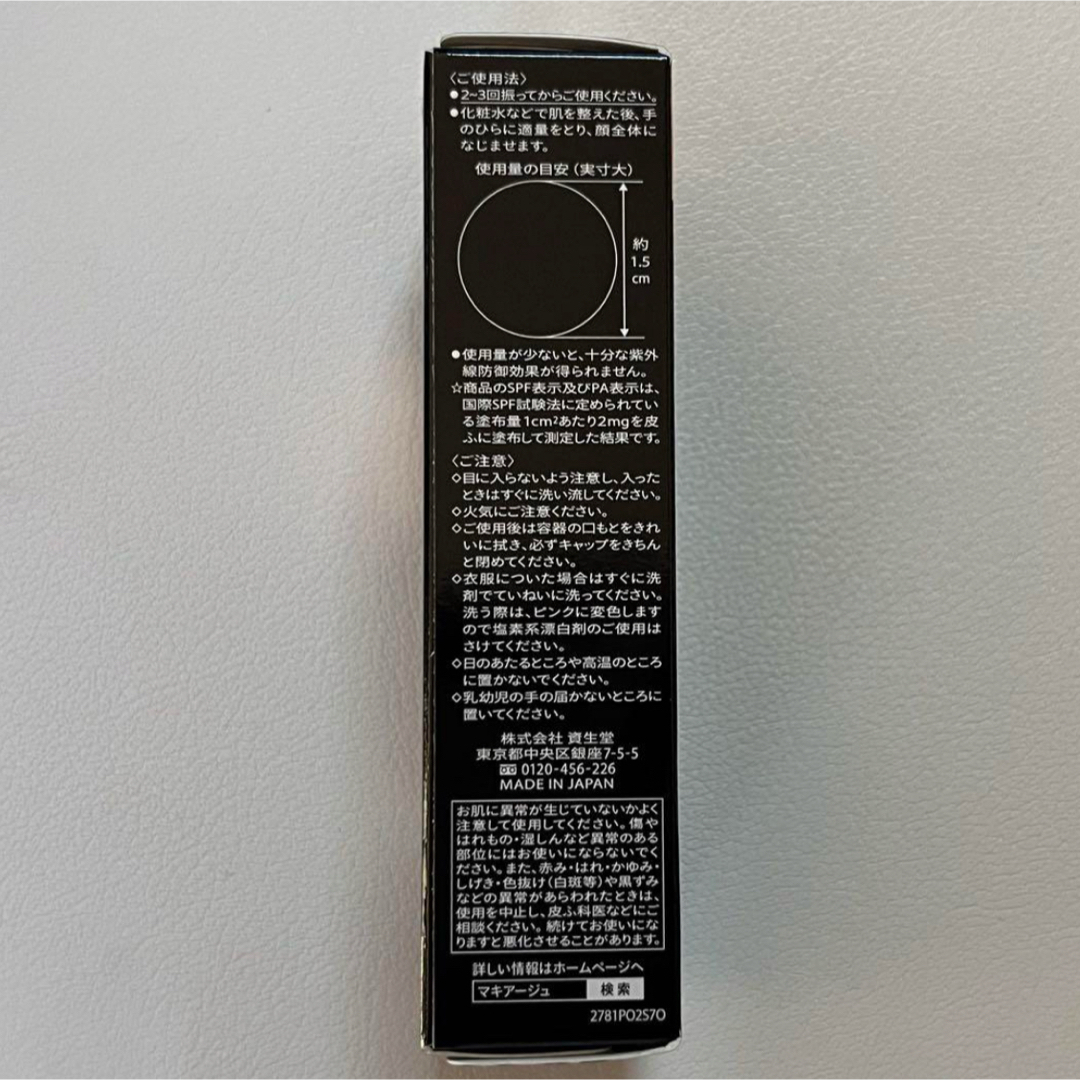 〈ご使用法〉
●2~3回振ってからご使用ください。
●化粧水などで肌を整えた後、手
のひらに適量をとり、顔全体に
なじませます。
使用量の目安（実寸大）
約
1.5
cm
●使用量が少ないと、十分な紫外
線防御効果が得られません。
☆商品のSPF表示及びPA表示は、
国際SPF試験法に定められてい
る塗布量1cm²あたり2mgを皮
ふに塗布して測定した結果です。
〈ご注意〉
◇目に入らないよう注意し、入った
ときはすぐに洗い流してください。
◇火気にご注意ください。
◇ご使用後は容器の口もとをきれ
いに拭き、必ずキャップをきちん
と閉めてください。
◇衣服についた場合はすぐに洗
剤でていねいに洗ってください。
洗う際は、ピンクに変色します
ので塩素系漂白剤のご使用は
さけてください。
◇日のあたるところや高温のところ
に置かないでください。
◇乳幼児の手の届かないところに
置いてください。
株式会社 資生堂
東京都中央区銀座7-5-5
0120-456-226
MADE IN JAPAN
お肌に異常が生じていないかよく
注意して使用してください。傷や
はれもの・湿しんなど異常のある
部位にはお使いにならないでく
ださい。また、赤み・はれ・かゆみ・
しげき・色抜け（白斑等）や黒ずみ
などの異常があらわれたときは、
使用を中止し、皮ふ科医などにご
相談ください。続けてお使いにな
りますと悪化させることがあります。
詳しい情報はホームページへ
マキアージュ 検索
2781PO2S7O